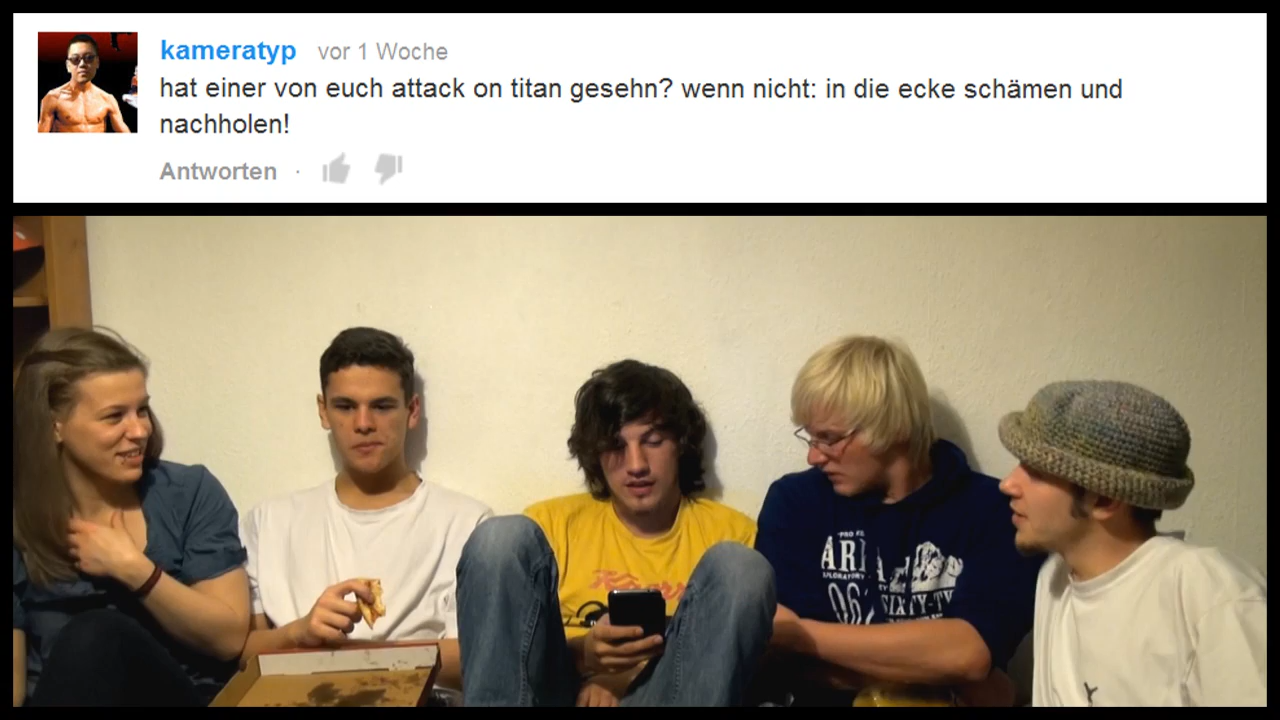 kameratyp vor 1 Woche
hat einer von euch attack on titan gesehn? wenn nicht: in die ecke schämen und
nachholen!
Antworten ·
SIXTY-